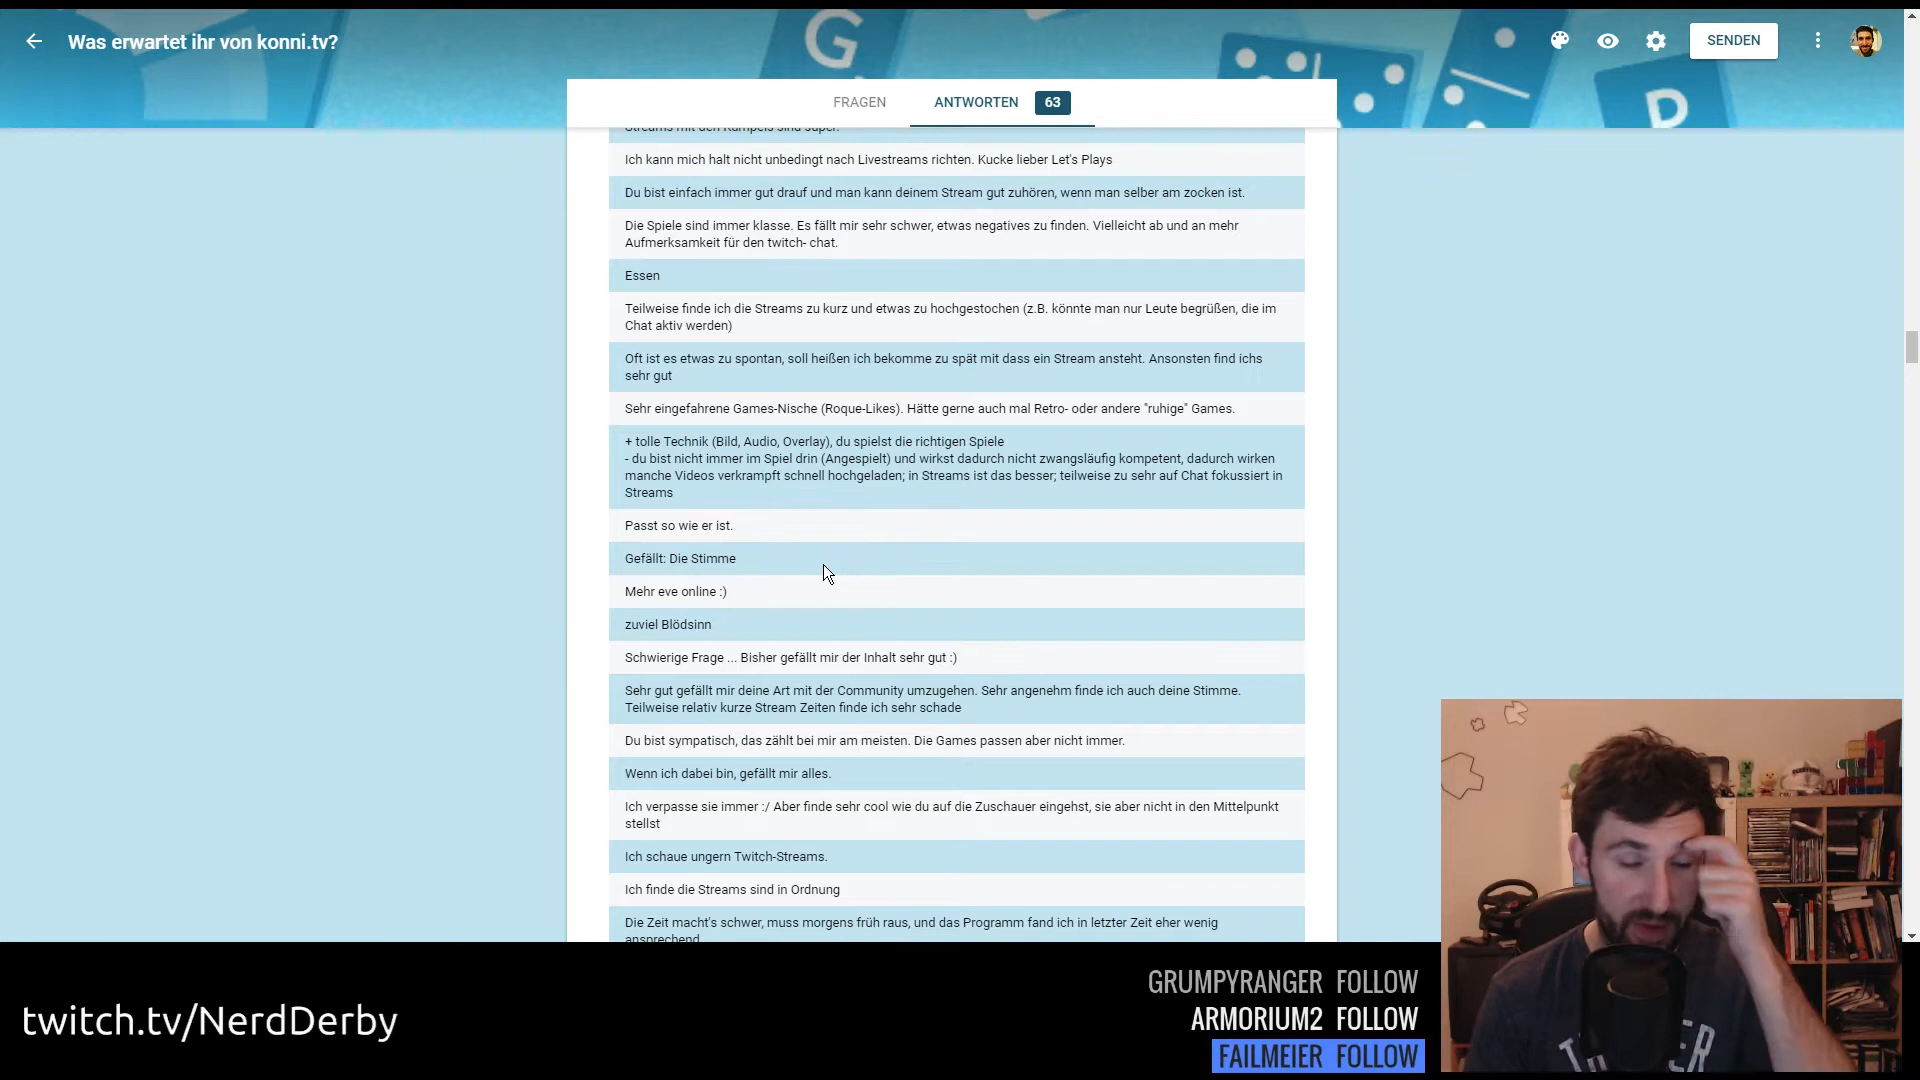 Was erwartet ihr von konni.tv?
SENDEN
G
D
FRAGEN
ANTWORTEN 63
Streams mit den Kumpels sind super.
Ich kann mich halt nicht unbedingt nach Livestreams richten. Kucke lieber Let's Plays
Du bist einfach immer gut drauf und man kann deinem Stream gut zuhören, wenn man selber am zocken ist.
Die Spiele sind immer klasse. Es fällt mir sehr schwer, etwas negatives zu finden. Vielleicht ab und an mehr
Aufmerksamkeit für den twitch- chat.
Essen
Teilweise finde ich die Streams zu kurz und etwas zu hochgestochen (z.B. könnte man nur Leute begrüßen, die im
Chat aktiv werden)
Oft ist es etwas zu spontan, soll heißen ich bekomme zu spät mit dass ein Stream ansteht. Ansonsten find ichs
sehr gut
Sehr eingefahrene Games-Nische (Roque-Likes). Hätte gerne auch mal Retro- oder andere "ruhige" Games.
+ tolle Technik (Bild, Audio, Overlay), du spielst die richtigen Spiele
- du bist nicht immer im Spiel drin (Angespielt) und wirkst dadurch nicht zwangsläufig kompetent, dadurch wirken
manche Videos verkrampft schnell hochgeladen; in Streams ist das besser; teilweise zu sehr auf Chat fokussiert in
Streams
Passt so wie er ist.
Gefällt: Die Stimme
Mehr eve online :)
zuviel Blödsinn
Schwierige Frage ... Bisher gefällt mir der Inhalt sehr gut :)
Sehr gut gefällt mir deine Art mit der Community umzugehen. Sehr angenehm finde ich auch deine Stimme.
Teilweise relativ kurze Stream Zeiten finde ich sehr schade
Du bist sympatisch, das zählt bei mir am meisten. Die Games passen aber nicht immer.
Wenn ich dabei bin, gefällt mir alles.
Ich verpasse sie immer :/ Aber finde sehr cool wie du auf die Zuschauer eingehst, sie aber nicht in den Mittelpunkt
stellst
Ich schaue ungern Twitch-Streams.
Ich finde die Streams sind in Ordnung
Die Zeit macht's schwer, muss morgens früh raus, und das Programm fand ich in letzter Zeit eher wenig
ansprechend
twitch.tv/NerdDerby
GRUMPYRANGER FOLLOW
ARMORIUM2 FOLLOW
FAILMEIER FOLLOW